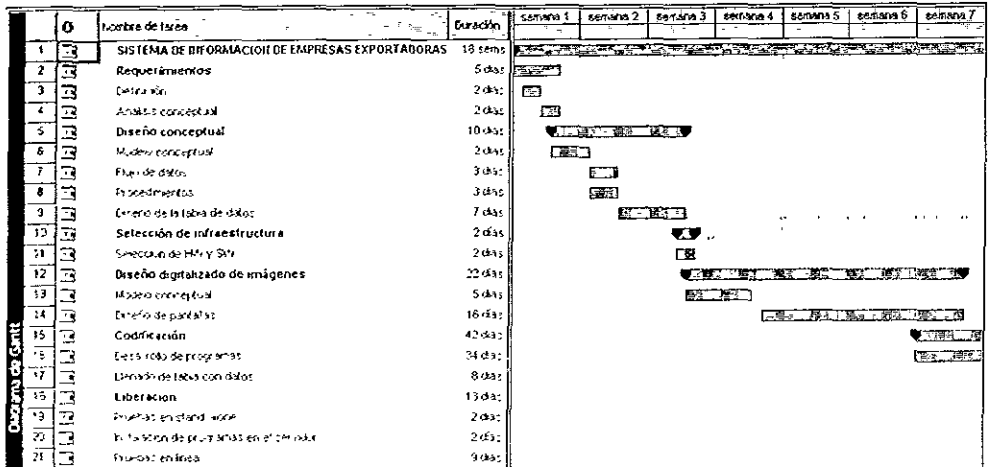 Nombre de tarea Duración semana 1 semana 2 semana 3 semana 4 semana 5 semana 6 semana 7
1 SISTEMA DE INFORMACION DE EMPRESAS EXPORTADORAS 18 sems
2 Requerimientos 5 días
3 Definición 2 días
4 Análisis conceptual 2 días
5 Diseño conceptual 10 días
6 Modelo conceptual 2 días
7 Flujo de datos 3 días
8 Procedimientos 3 días
9 Diseño de la tabla de datos 7 días
10 Selección de infraestructura 2 días
11 Selección de HW y SW 2 días
12 Diseño digitalizado de imágenes 22 días
13 Modelo conceptual 5 días
14 Diseño de pantallas 16 días
15 Codificación 42 días
16 Desarrollo de programas 34 días
17 Llenado de tabla con datos 8 días
18 Liberacion 13 días
19 Pruebas en stand alone 2 días
20 de programas en el servidor 2 días
21 Pruebas en linea 9 días
Diagrama de Gantt